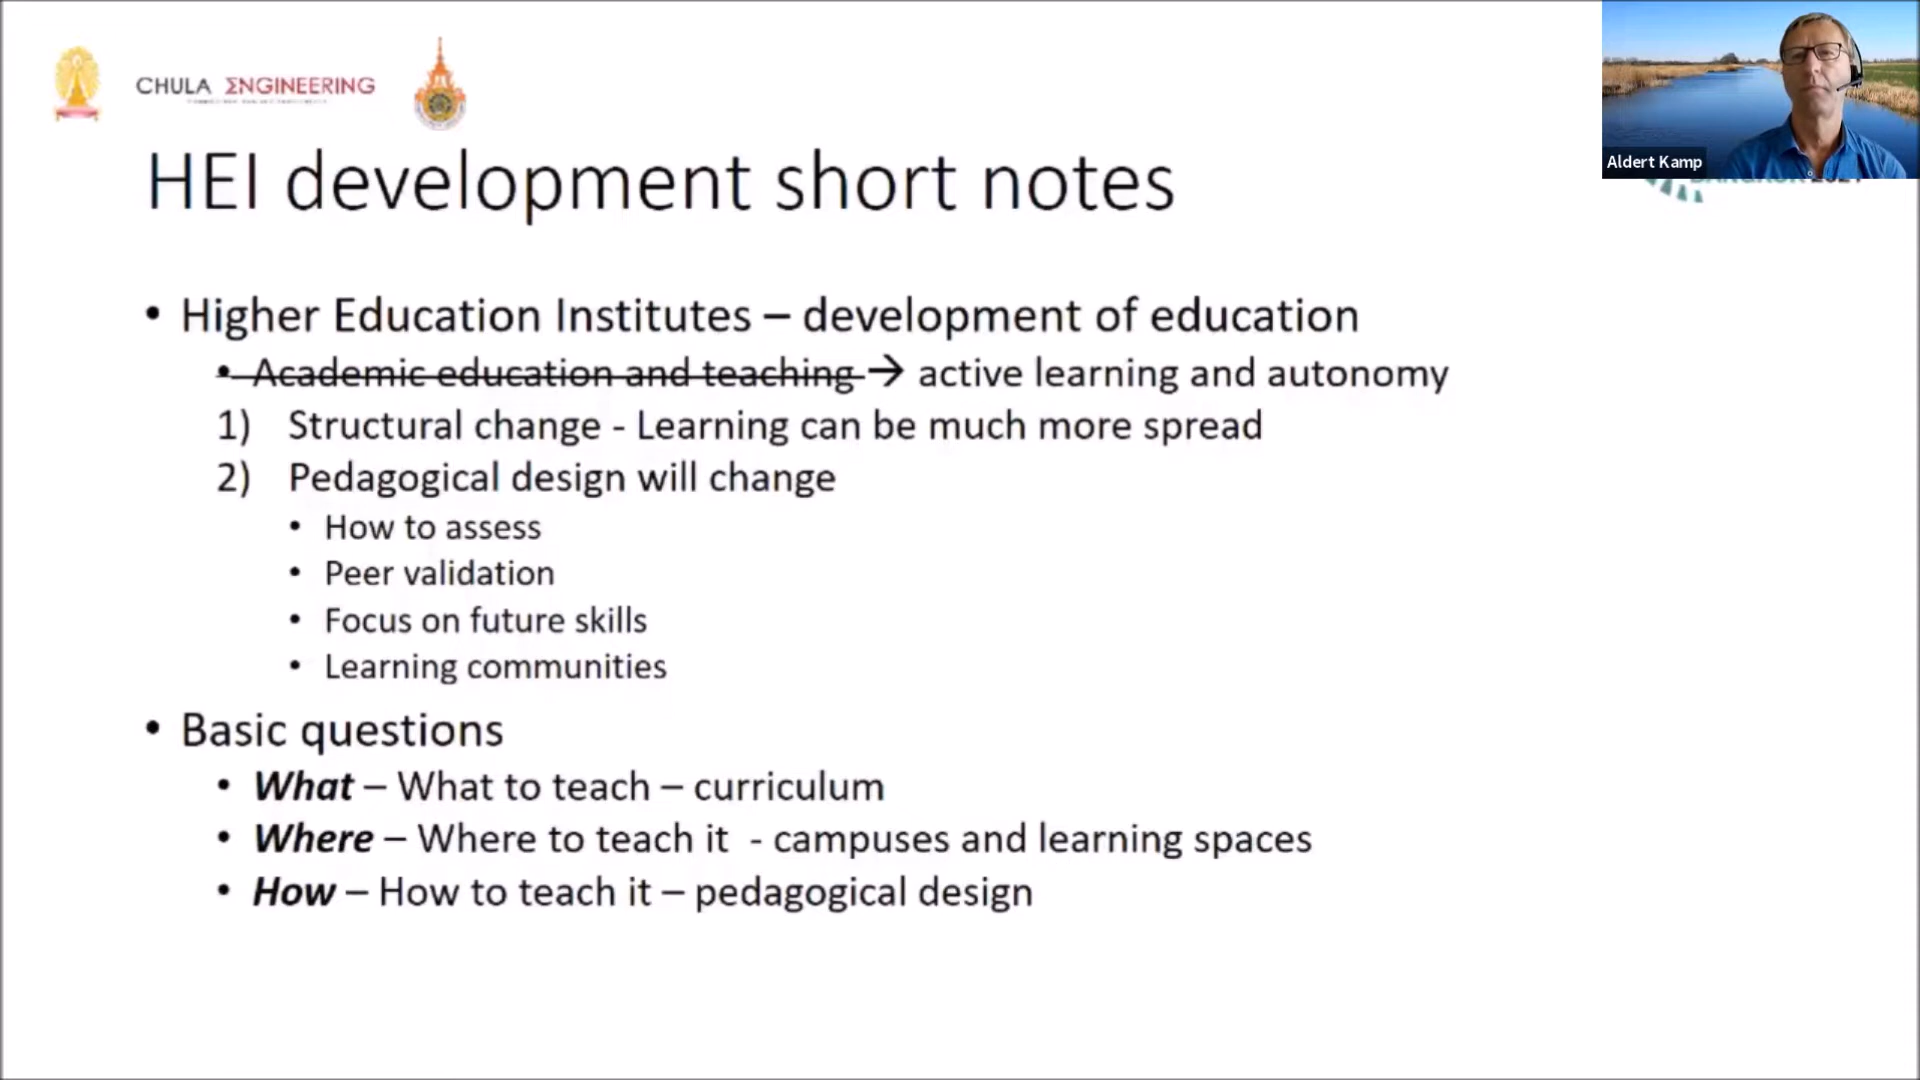 CHULA ΣNGINEERING
Aldert Kamp
HEI development short notes
• Higher Education Institutes – development of education
• Academic education and teaching → active learning and autonomy
1) Structural change - Learning can be much more spread
2) Pedagogical design will change
• How to assess
• Peer validation
• Focus on future skills
• Learning communities
• Basic questions
• What – What to teach – curriculum
• Where – Where to teach it - campuses and learning spaces
• How – How to teach it – pedagogical design